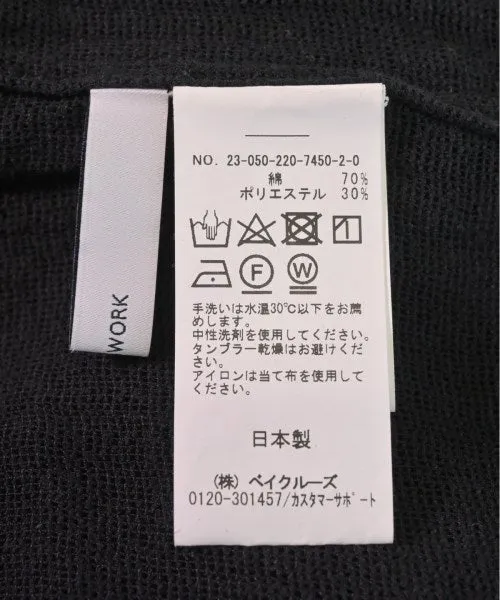 WORK
NO. 23-050-220-7450-2-0
綿 70%
ポリエステル 30%
F W
手洗いは水温30℃以下をお薦
めします。
中性洗剤を使用してください。
タンブラー乾燥はお避けくだ
さい。
アイロンは当て布を使用して
ください。
日本製
(株) ベイクルーズ
0120-301457/カスタマーサポート